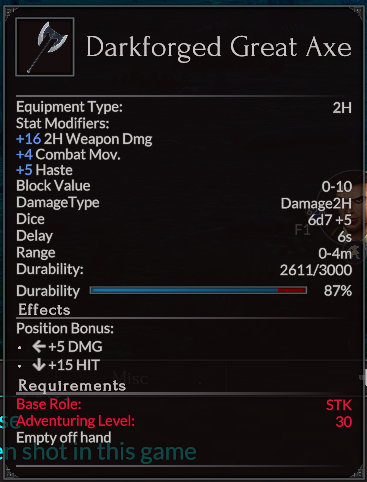 Darkforged Great Axe
Equipment Type: 2H
Stat Modifiers:
+16 2H Weapon Dmg
+4 Combat Mov.
+5 Haste
Block Value 0-10
DamageType Damage2H
Dice 6d7 +5
Delay 6s
Range 0-4m
Durability: 2611/3000
Durability 87%
Effects
Position Bonus:
· ←+5 DMG
· ↓+15 HIT
Requirements
Base Role: STK
Adventuring Level: 30
Empty off hand
F1
Misc
n shot in this game